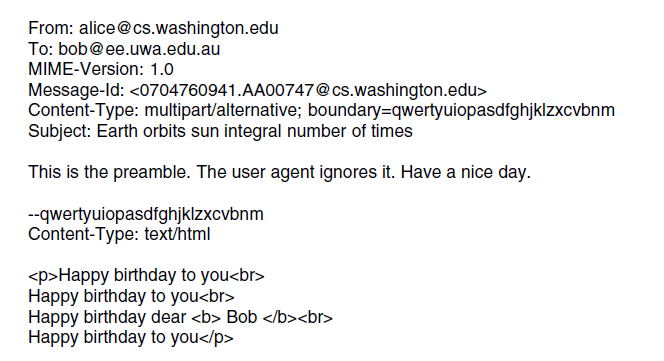 From: alice@cs.washington.edu
To: bob@ee.uwa.edu.au
MIME-Version: 1.0
Message-Id: <0704760941.AA00747@cs.washington.edu>
Content-Type: multipart/alternative; boundary=qwertyuiopasdfghjklzxcvbnm
Subject: Earth orbits sun integral number of times
This is the preamble. The user agent ignores it. Have a nice day.
--qwertyuiopasdfghjklzxcvbnm
Content-Type: text/html
<p>Happy birthday to you<br>
Happy birthday to you<br>
Happy birthday dear <b> Bob </b><br>
Happy birthday to you</p>